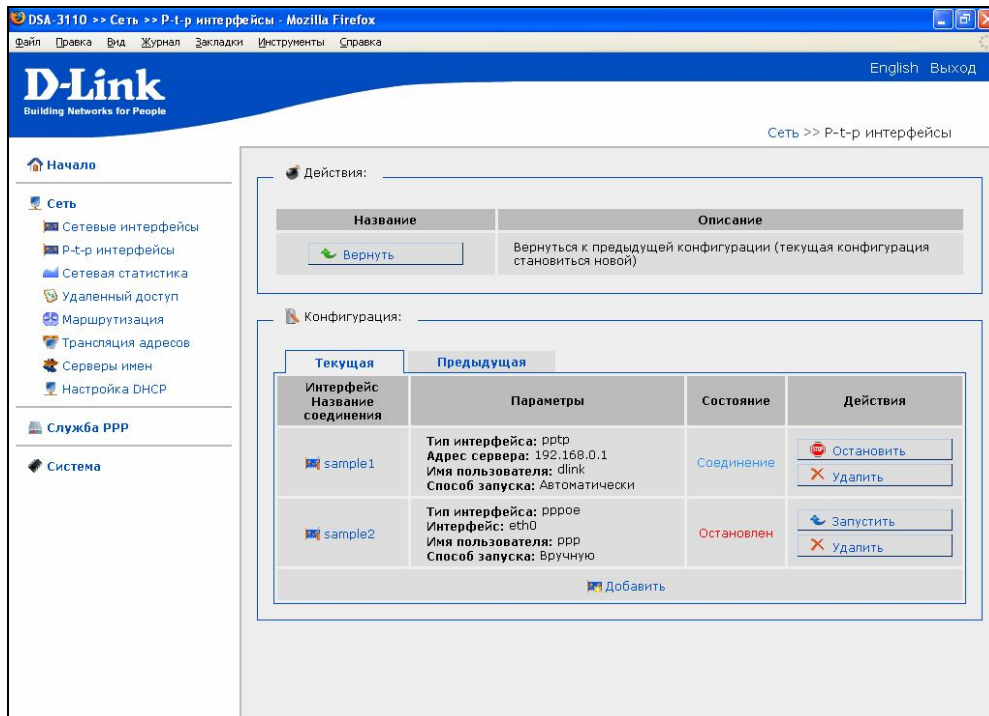 DSA-3110 >> Сеть >> P-t-p интерфейсы - Mozilla Firefox
Файл Правка Вид Журнал Закладки Инструменты Справка
D-Link
Building Networks for People
English Выход
Сеть >> P-t-p интерфейсы
Начало
Сеть
Сетевые интерфейсы
P-t-p интерфейсы
Сетевая статистика
Удаленный доступ
Маршрутизация
Трансляция адресов
Серверы имен
Настройка DHCP
Служба PPP
Система
Действия:
Название Описание
Вернуть
Вернуться к предыдущей конфигурации (текущая конфигурация
становиться новой)
Конфигурация:
Текущая Предыдущая
Интерфейс
Название
соединения
Параметры
Состояние
Действия
sample1
Тип интерфейса: pptp
Адрес сервера: 192.168.0.1
Имя пользователя: dlink
Способ запуска: Автоматически
Соединение
STOP
Остановить
Удалить
sample2
Тип интерфейса: pppoe
Интерфейс: eth0
Имя пользователя: ppp
Способ запуска: Вручную
Остановлен
Запустить
Удалить
Добавить